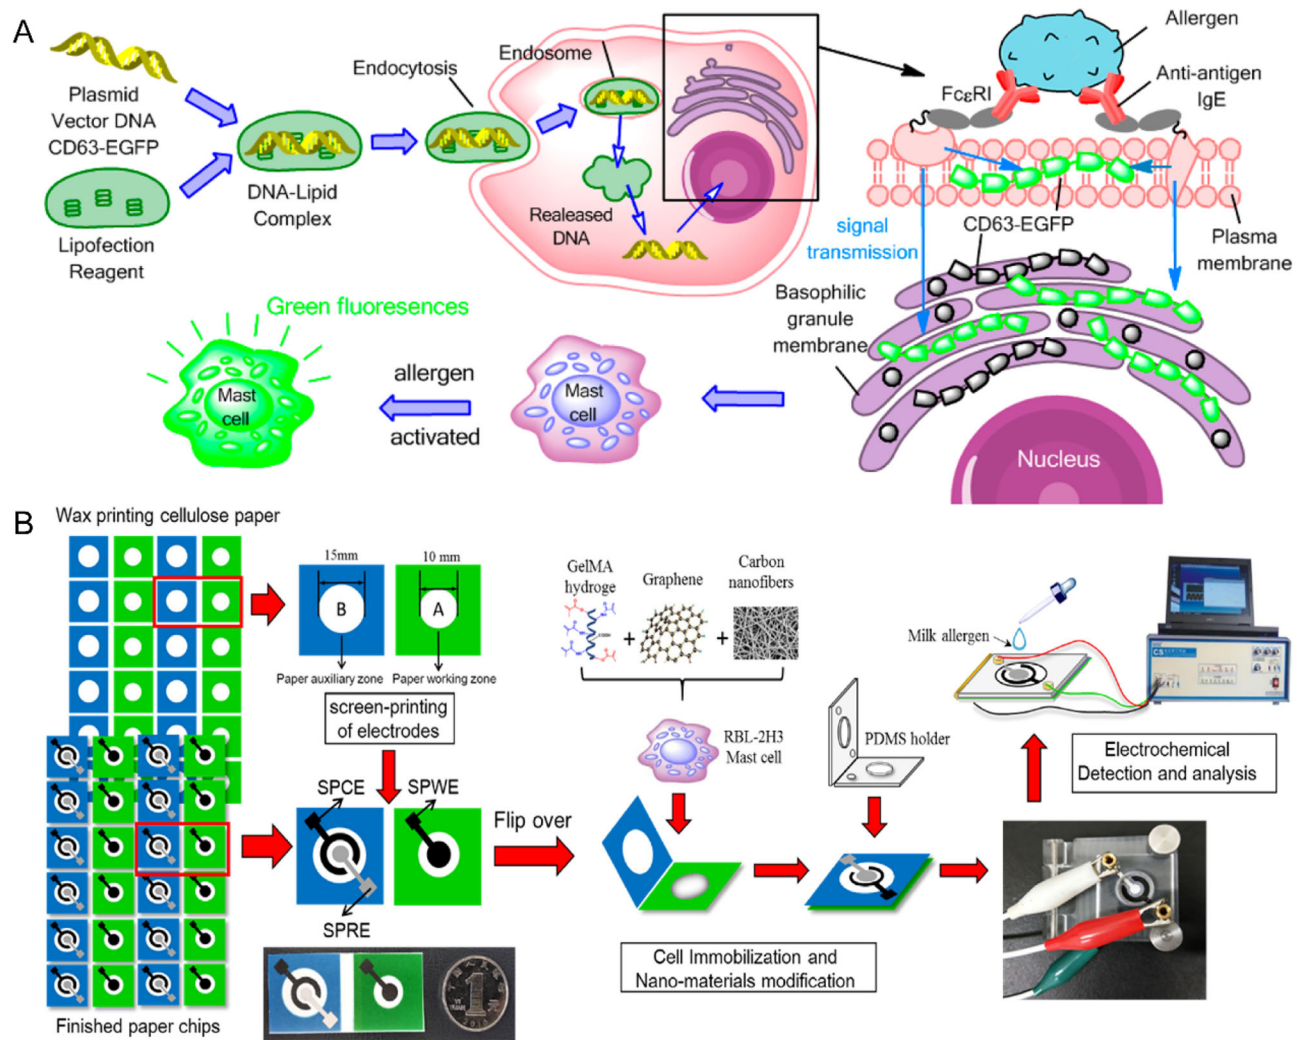 A
Plasmid
Vector DNA
CD63-EGFP
Lipofection
Reagent
DNA-Lipid
Complex
Endocytosis
Endosome
Realeased
DNA
Allergen
Anti-antigen
IgE
FcεRI
signal
transmission
CD63-EGFP
Plasma
membrane
Basophilic
granule
membrane
Nucleus
Green fluoresences
Mast
cell
allergen
activated
Mast
cell
B
Wax printing cellulose paper
15mm
10 mm
B
A
Paper auxiliary zone
Paper working zone
screen-printing
of electrodes
SPCE
SPWE
SPRE
Flip over
Finished paper chips
GelMA
hydroge
Graphene
Carbon
nanofibers
+
+
RBL-2H3
Mast cell
PDMS holder
Cell Immobilization and
Nano-materials modification
Milk allergen
CS
Electrochemical
Detection and analysis
1
元